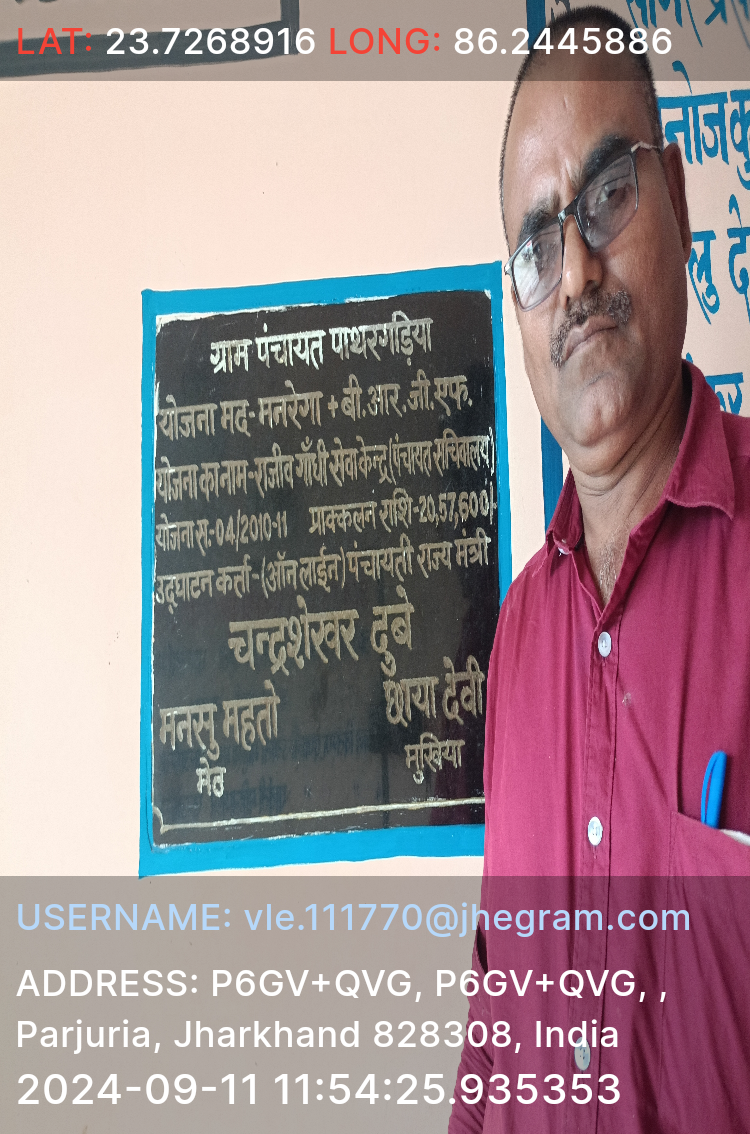 LAT: 23.7268916 LONG: 86.2445886
ग्राम पंचायत पाथरगड़िया
योजना मद- मनरेगा +बी.आर.जी.एफ.
योजना का नाम-राजीव गाँधी सेवा केन्द्र(पंचायत सचिवालय)
योजना स.-04/2010-11 प्राक्कलन राशि-20,57,600/-
उद्घाटन कर्ता-(ऑन लाईन) पंचायती राज्य मंत्री
चन्द्रशेखर दुबे
मनसु महतो छाया देवी
मेठ मुखिया
USERNAME: vle.111770@jhegram.com
ADDRESS: P6GV+QVG, P6GV+QVG, ,
Parjuria, Jharkhand 828308, India
2024-09-11 11:54:25.935353